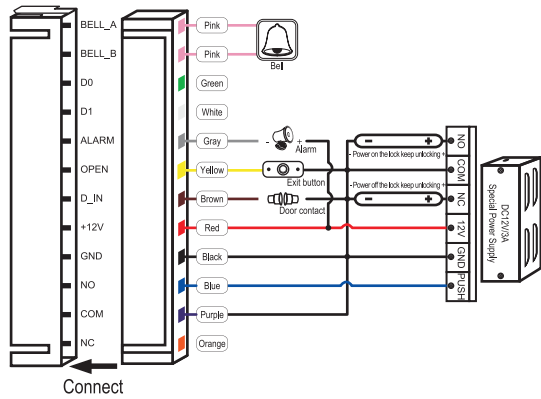 BELL_A Pink
BELL_B Pink
Bell
D0 Green
D1 White
ALARM Gray - + Alarm
OPEN Yellow Exit button
D_IN Brown Door contact
+12V Red
GND Black
NO Blue
COM Purple
NC Orange
Connect
- +
- Power on the lock keep unlocking +
- Power off the lock keep unlocking +
- +
NO
COM
NC
12V
GND
PUSH
DC12V/3A
Special Power Supply